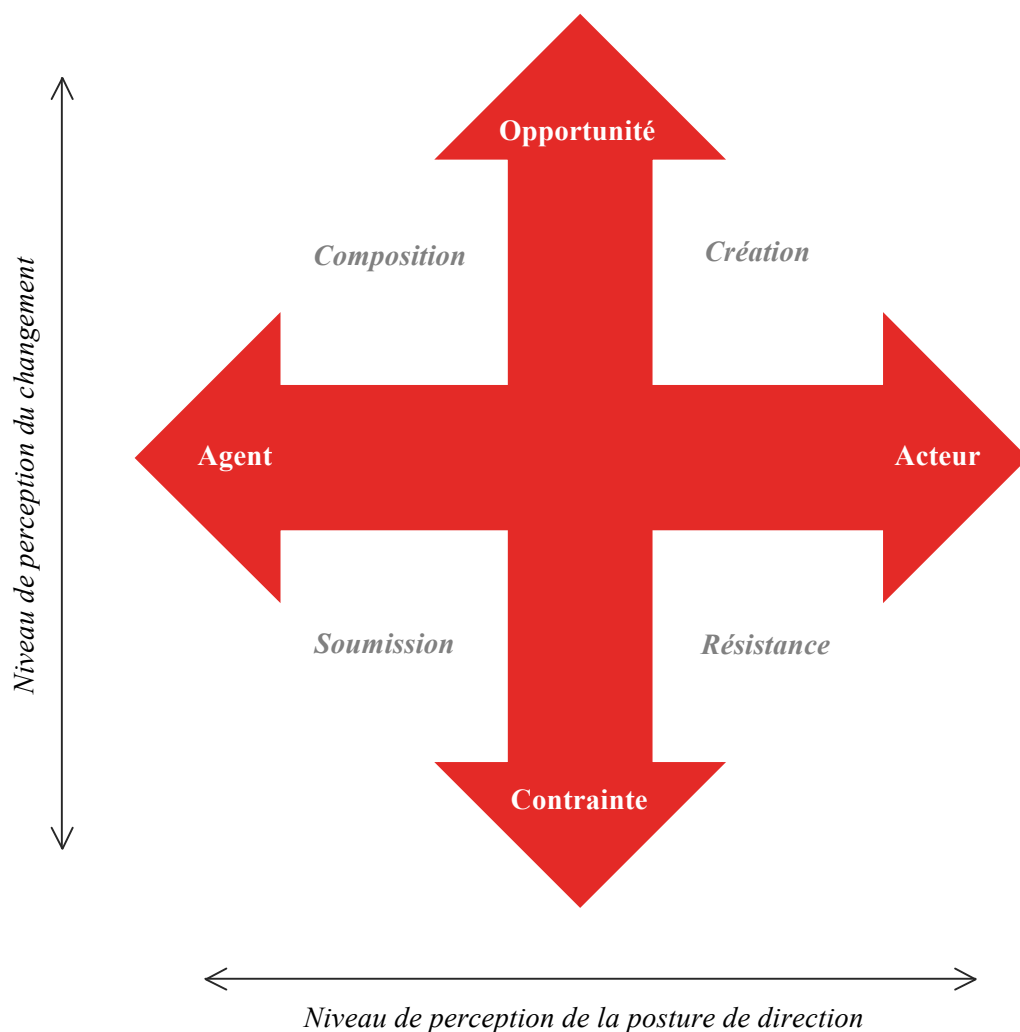 Opportunité
Composition
Création
Niveau de perception du changement
Agent
Acteur
Soumission
Résistance
Contrainte
Niveau de perception de la posture de direction